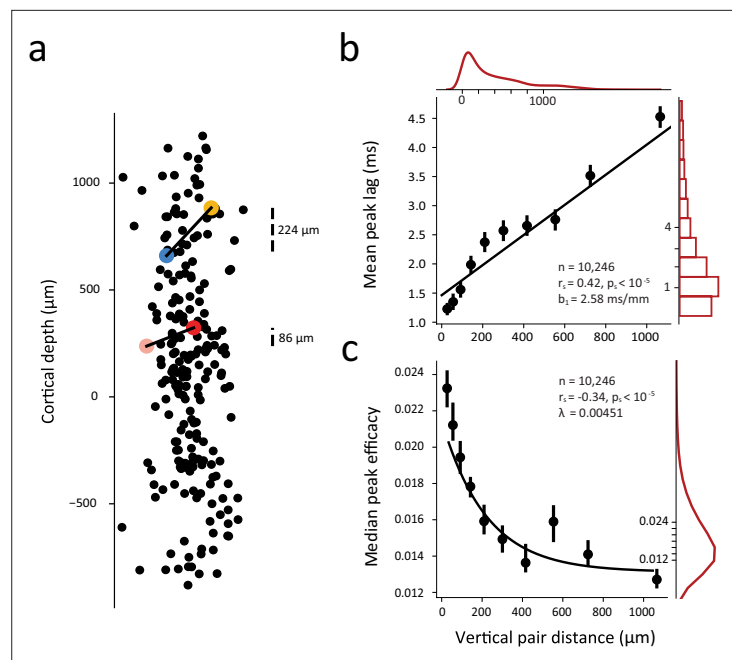 a
Cortical depth (µm)
1000
500
0
−500
224 µm
86 µm
b
0
1000
Mean peak lag (ms)
4.5
4.0
3.5
3.0
2.5
2.0
1.5
1.0
n = 10,246
rₛ = 0.42, pₛ < 10⁻⁵
b₁ = 2.58 ms/mm
0 200 400 600 800 1000
4
1
c
Median peak efficacy
0.024
0.022
0.020
0.018
0.016
0.014
0.012
n = 10,246
rₛ = -0.34, pₛ < 10⁻⁵
λ = 0.00451
0 200 400 600 800 1000
Vertical pair distance (µm)
0.024
0.012